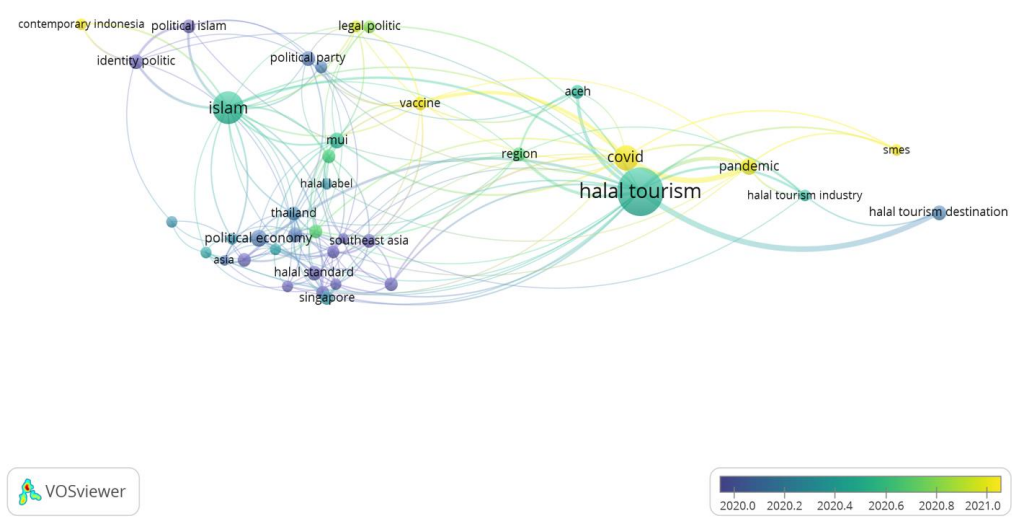 contemporary indonesia
political islam
legal politic
identity politic
political party
islam
vaccine
aceh
mui
region
covid
pandemic
smes
halal label
halal tourism
halal tourism industry
thailand
halal tourism destination
political economy
southeast asia
asia
halal standard
singapore
VOSviewer
2020.0 2020.2 2020.4 2020.6 2020.8 2021.0